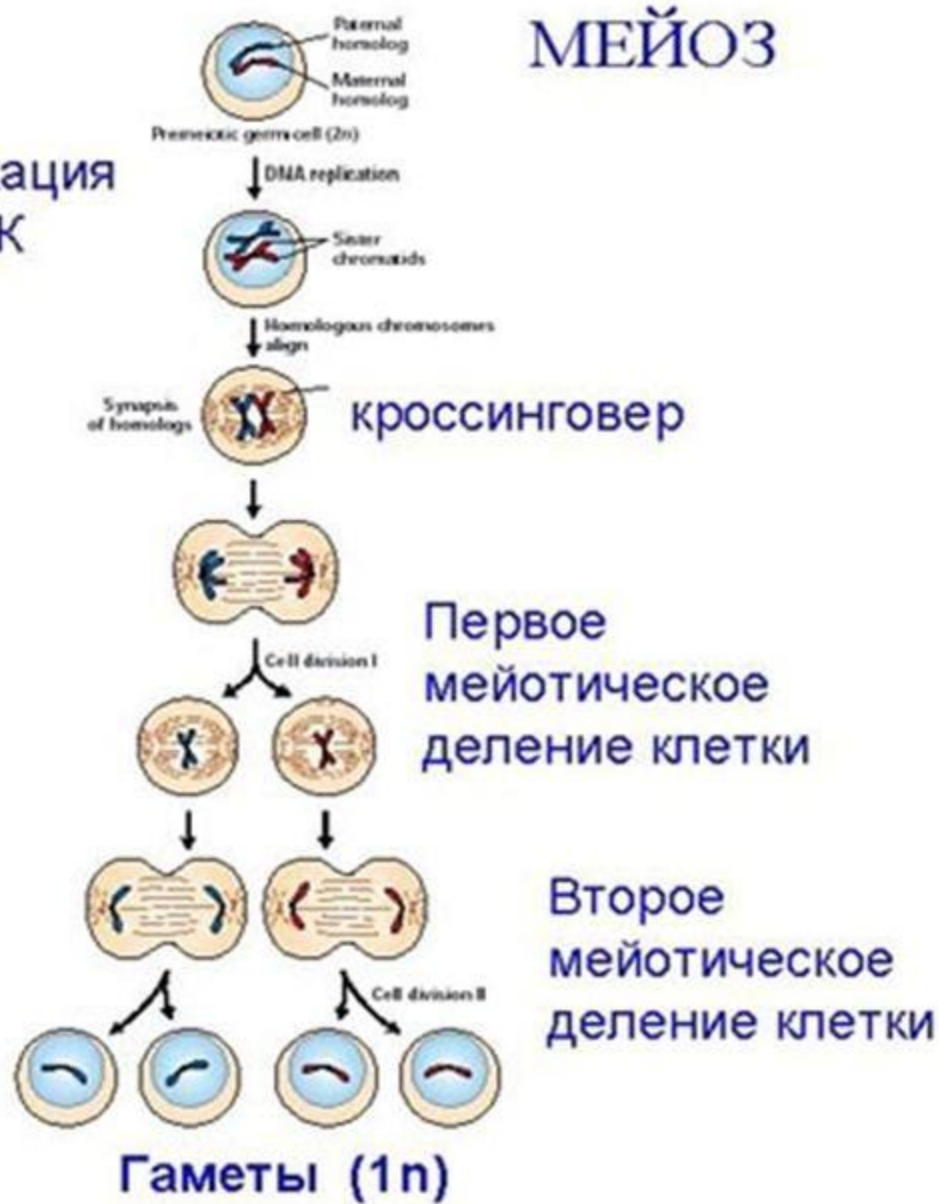 МЕЙОЗ
Paternal
homolog
Maternal
homolog
Premeiotic germ cell (2n)
ация
К
DNA replication
Sister
chromatids
Homologous chromosomes
align
Synapsis
of homologs
кроссинговер
Первое
мейотическое
деление клетки
Cell division I
Второе
мейотическое
деление клетки
Cell division II
Гаметы (1n)